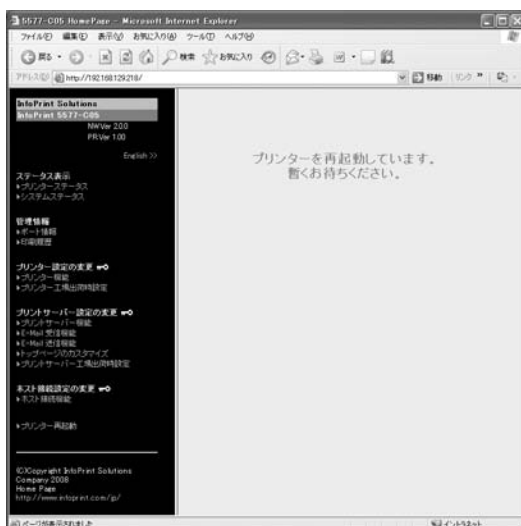 5577-C05 HomePage - Microsoft Internet Explorer
ファイル(F) 編集(E) 表示(V) お気に入り(A) ツール(T) ヘルプ(H)
戻る 検索 お気に入り
アドレス(D) http://192.168.129.218/ 移動 リンク
InfoPrint Solutions
InfoPrint 5577-C05
NW Ver 2.0.0
PR Ver 1.00
English >>
ステータス表示
プリンターステータス
システムステータス
管理情報
ポート情報
印刷履歴
プリンター設定の変更
プリンター機能
プリンター工場出荷時設定
プリントサーバー設定の変更
プリントサーバー機能
E-Mail 受信機能
E-Mail 送信機能
トップページのカスタマイズ
プリントサーバー工場出荷時設定
ホスト接続設定の変更
ホスト接続機能
プリンター再起動
(C)Copyright InfoPrint Solutions
Company 2008
Home Page
http://www.infoprint.com/jp/
プリンターを再起動しています。
暫くお待ちください。
ページが表示されました イントラネット